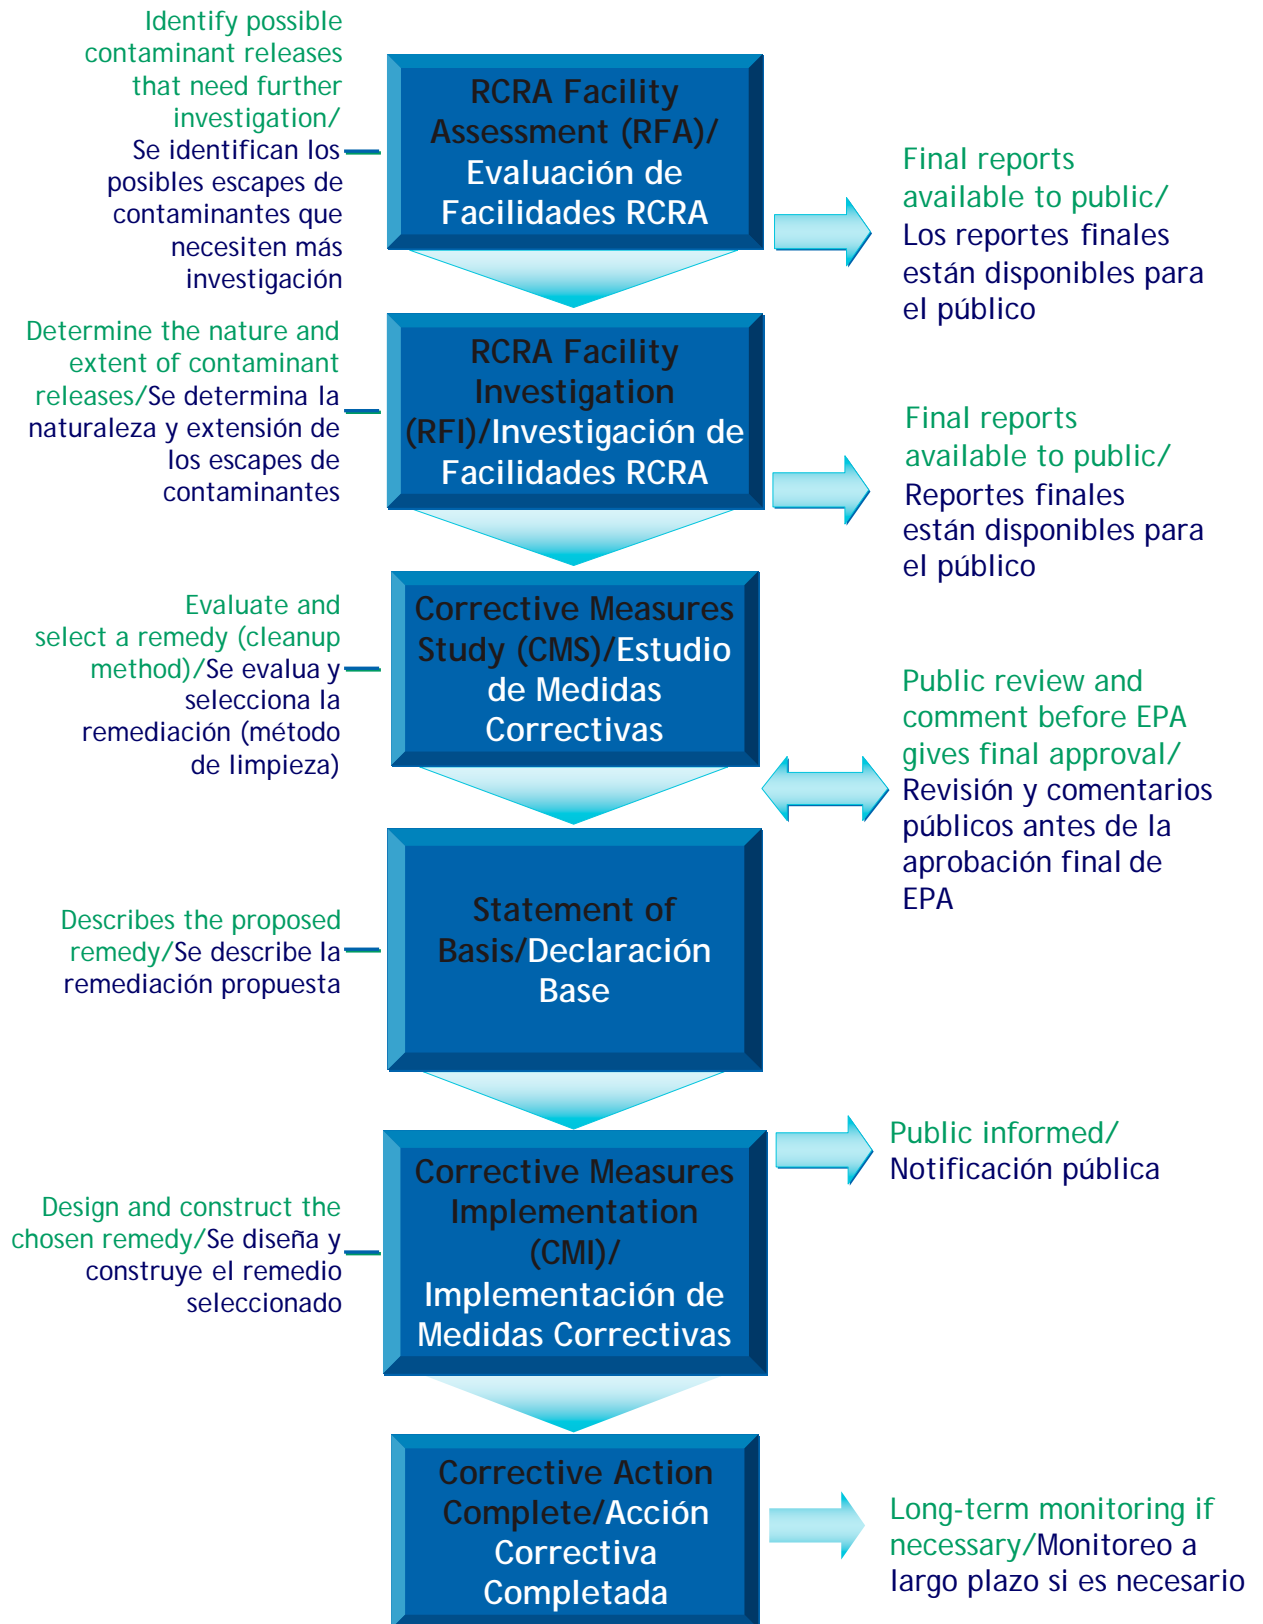 Identify possible
contaminant releases
that need further
investigation/
Se identifican los
posibles escapes de
contaminantes que
necesiten más
investigación
RCRA Facility
Assessment (RFA)/
Evaluación de
Facilidades RCRA
Final reports
available to public/
Los reportes finales
están disponibles para
el público
Determine the nature and
extent of contaminant
releases/Se determina la
naturaleza y extensión de
los escapes de
contaminantes
RCRA Facility
Investigation
(RFI)/Investigación de
Facilidades RCRA
Final reports
available to public/
Reportes finales
están disponibles para
el público
Evaluate and
select a remedy (cleanup
method)/Se evalua y
selecciona la
remediación (método
de limpieza)
Corrective Measures
Study (CMS)/Estudio
de Medidas
Correctivas
Public review and
comment before EPA
gives final approval/
Revisión y comentarios
públicos antes de la
aprobación final de
EPA
Describes the proposed
remedy/Se describe la
remediación propuesta
Statement of
Basis/Declaración
Base
Public informed/
Notificación pública
Design and construct the
chosen remedy/Se diseña y
construye el remedio
seleccionado
Corrective Measures
Implementation
(CMI)/
Implementación de
Medidas Correctivas
Corrective Action
Complete/Acción
Correctiva
Completada
Long-term monitoring if
necessary/Monitoreo a
largo plazo si es necesario